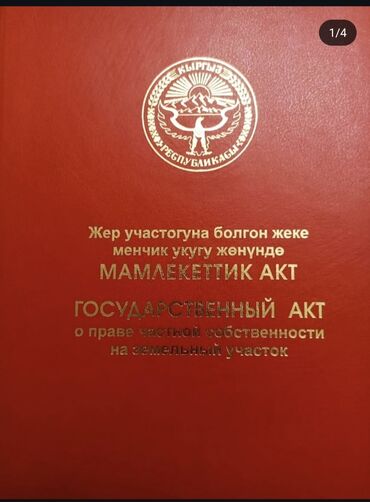 1/4
КЫРГЫЗ
РЕСПУБЛИКАСЫ
Жер участогуна болгон жеке
менчик укугу жөнүндө
МАМЛЕКЕТТИК АКТ
ГОСУДАРСТВЕННЫЙ АКТ
о праве частной собственности
на земельный участок